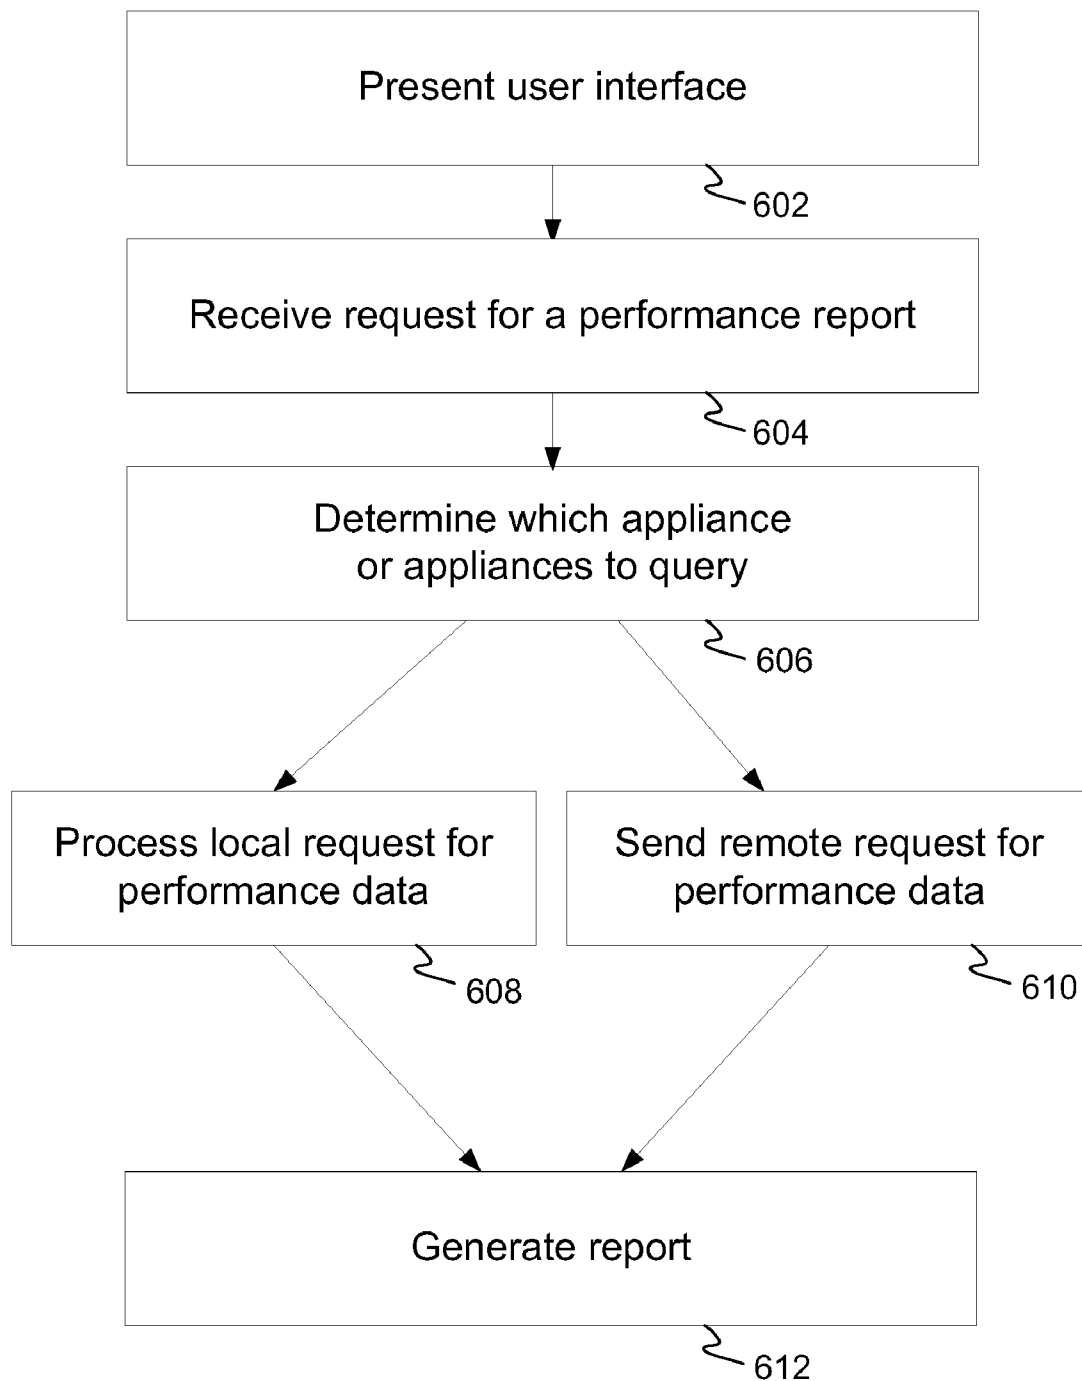 Present user interface
602
Receive request for a performance report
604
Determine which appliance
or appliances to query
606
Process local request for
performance data
608
Send remote request for
performance data
610
Generate report
612